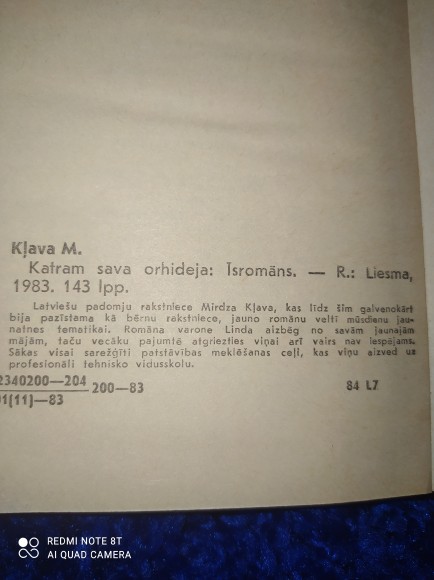 Kļava M.
Katram sava orhideja: Īsromāns. — R.: Liesma,
1983. 143 lpp.
Latviešu padomju rakstniece Mirdza Kļava, kas līdz šim galvenokārt
bija pazīstama kā bērnu rakstniece, jauno romānu veltī mūsdienu jau-
natnes tematikai. Romāna varone Linda aizbēg no savām jaunajām
mājām, taču vecāku pajumtē atgriezties viņai arī vairs nav iespējams.
Sākas visai sarežģīti patstāvības meklēšanas ceļi, kas viņu aizved uz
profesionāli tehnisko vidusskolu.
2340200—204
01(11)—83
200—83
84 L7
REDMI NOTE 8T
AI QUAD CAMERA